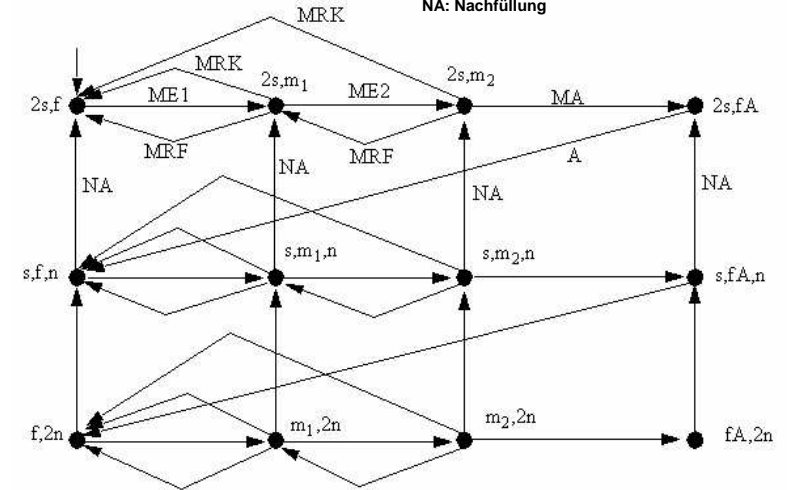 NA: Nachfüllung
MRK
MRK
2s,f
ME1
2s,m1
ME2
2s,m2
MA
2s,fA
MRF
MRF
A
NA
NA
NA
NA
s,f,n
s,m1,n
s,m2,n
s,fA,n
f,2n
m1,2n
m2,2n
fA,2n